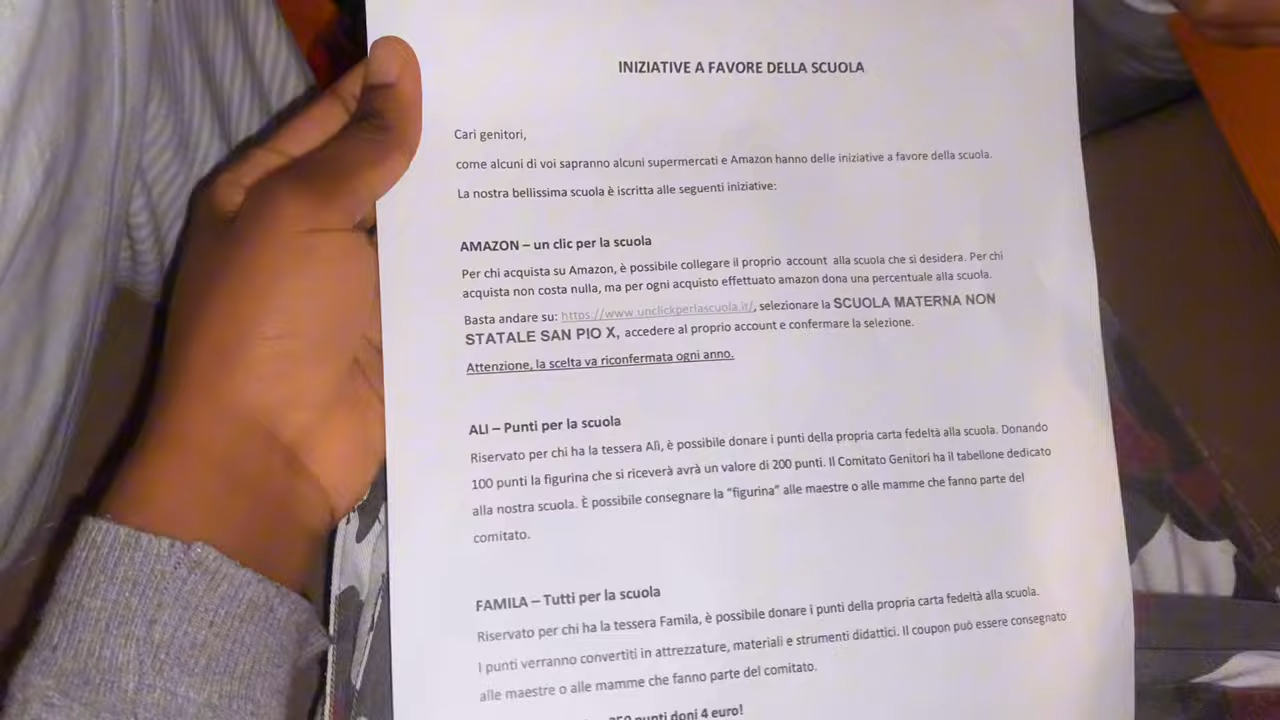 INIZIATIVE A FAVORE DELLA SCUOLA
Cari genitori,
come alcuni di voi sapranno alcuni supermercati e Amazon hanno delle iniziative a favore della scuola.
La nostra bellissima scuola è iscritta alle seguenti iniziative:
AMAZON – un clic per la scuola
Per chi acquista su Amazon, è possibile collegare il proprio account alla scuola che si desidera. Per chi
acquista non costa nulla, ma per ogni acquisto effettuato amazon dona una percentuale alla scuola.
Basta andare su: https://www.unclickperlascuola.it/, selezionare la SCUOLA MATERNA NON
STATALE SAN PIO X, accedere al proprio account e confermare la selezione.
Attenzione, la scelta va riconfermata ogni anno.
ALI – Punti per la scuola
Riservato per chi ha la tessera Alì, è possibile donare i punti della propria carta fedeltà alla scuola. Donando
100 punti la figurina che si riceverà avrà un valore di 200 punti. Il Comitato Genitori ha il tabellone dedicato
alla nostra scuola. È possibile consegnare la “figurina” alle maestre o alle mamme che fanno parte del
comitato.
FAMILA – Tutti per la scuola
Riservato per chi ha la tessera Famila, è possibile donare i punti della propria carta fedeltà alla scuola.
I punti verranno convertiti in attrezzature, materiali e strumenti didattici. Il coupon può essere consegnato
alle maestre o alle mamme che fanno parte del comitato.
punti doni 4 euro!